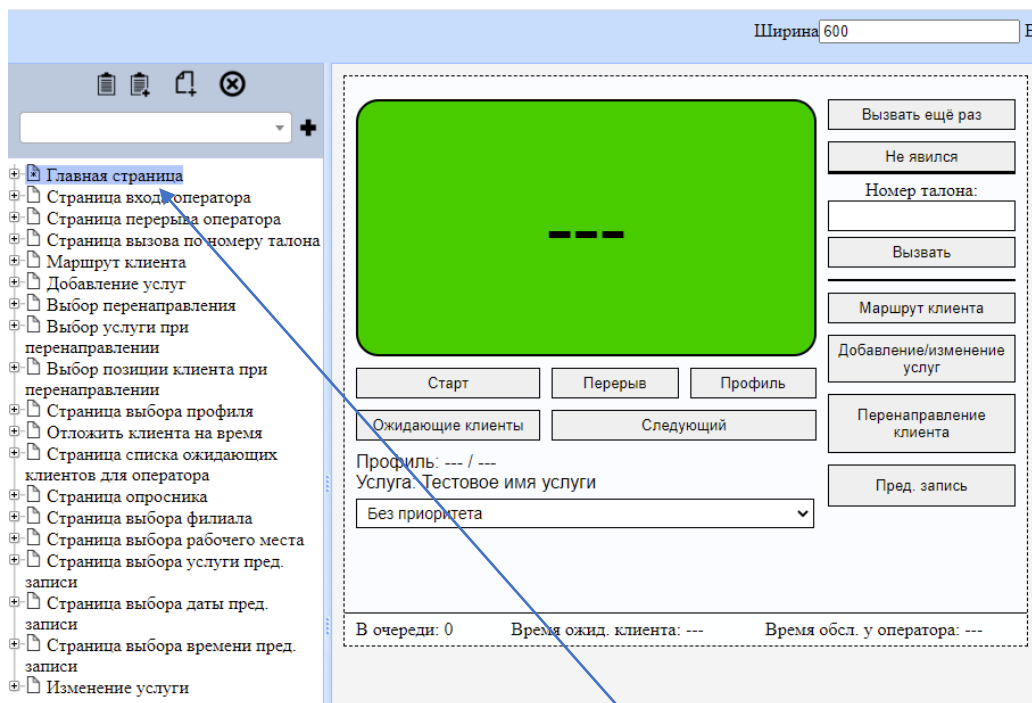 Ширина 600 В
Главная страница
Страница входа оператора
Страница перерыва оператора
Страница вызова по номеру талона
Маршрут клиента
Добавление услуг
Выбор перенаправления
Выбор услуги при
перенаправлении
Выбор позиции клиента при
перенаправлении
Страница выбора профиля
Отложить клиента на время
Страница списка ожидающих
клиентов для оператора
Страница опросника
Страница выбора филиала
Страница выбора рабочего места
Страница выбора услуги пред.
записи
Страница выбора даты пред.
записи
Страница выбора времени пред.
записи
Изменение услуги
---
Старт Перерыв Профиль
Ожидающие клиенты Следующий
Профиль: --- / ---
Услуга: Тестовое имя услуги
Без приоритета
Вызвать ещё раз
Не явился
Номер талона:
Вызвать
Маршрут клиента
Добавление/изменение
услуг
Перенаправление
клиента
Пред. запись
В очереди: 0 Время ожид. клиента: --- Время обсл. у оператора: ---